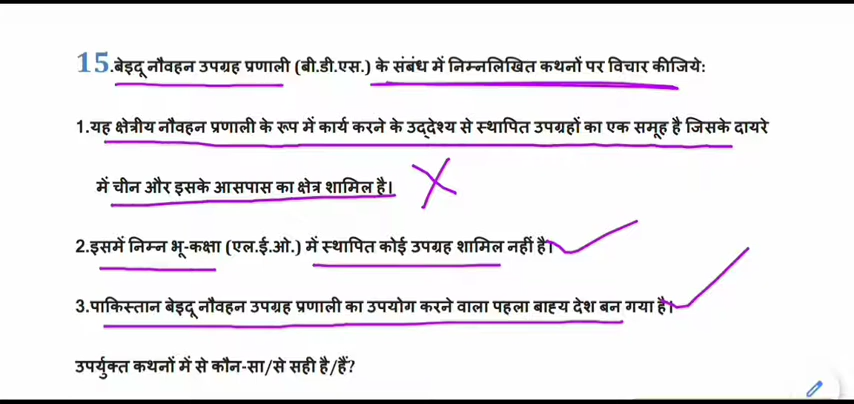 15.बेइदू नौवहन उपग्रह प्रणाली (बी.डी.एस.) के संबंध में निम्नलिखित कथनों पर विचार कीजिये:
1.यह क्षेत्रीय नौवहन प्रणाली के रूप में कार्य करने के उद्देश्य से स्थापित उपग्रहों का एक समूह है जिसके दायरे
में चीन और इसके आसपास का क्षेत्र शामिल है।
2.इसमें निम्न भू-कक्षा (एल.ई.ओ.) में स्थापित कोई उपग्रह शामिल नहीं है।
3.पाकिस्तान बेइदू नौवहन उपग्रह प्रणाली का उपयोग करने वाला पहला बाह्य देश बन गया है।
उपर्युक्त कथनों में से कौन-सा/से सही है/हैं?